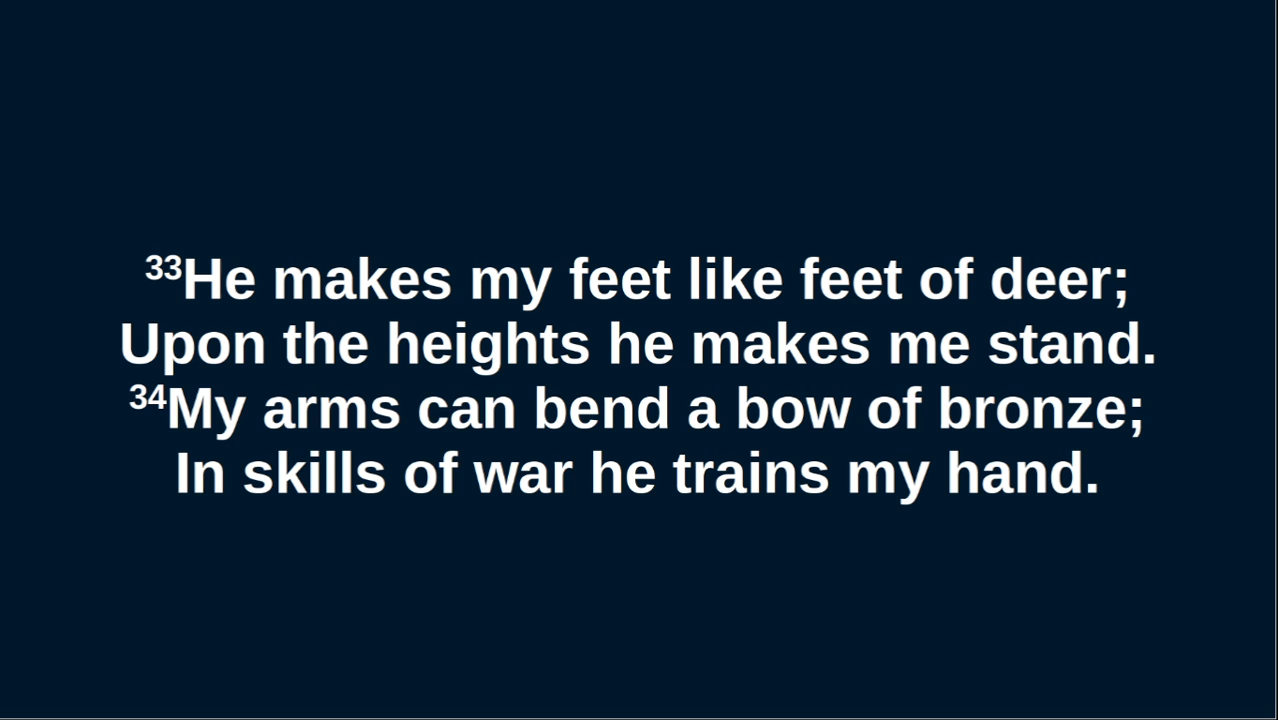 33He makes my feet like feet of deer;
Upon the heights he makes me stand.
34My arms can bend a bow of bronze;
In skills of war he trains my hand.